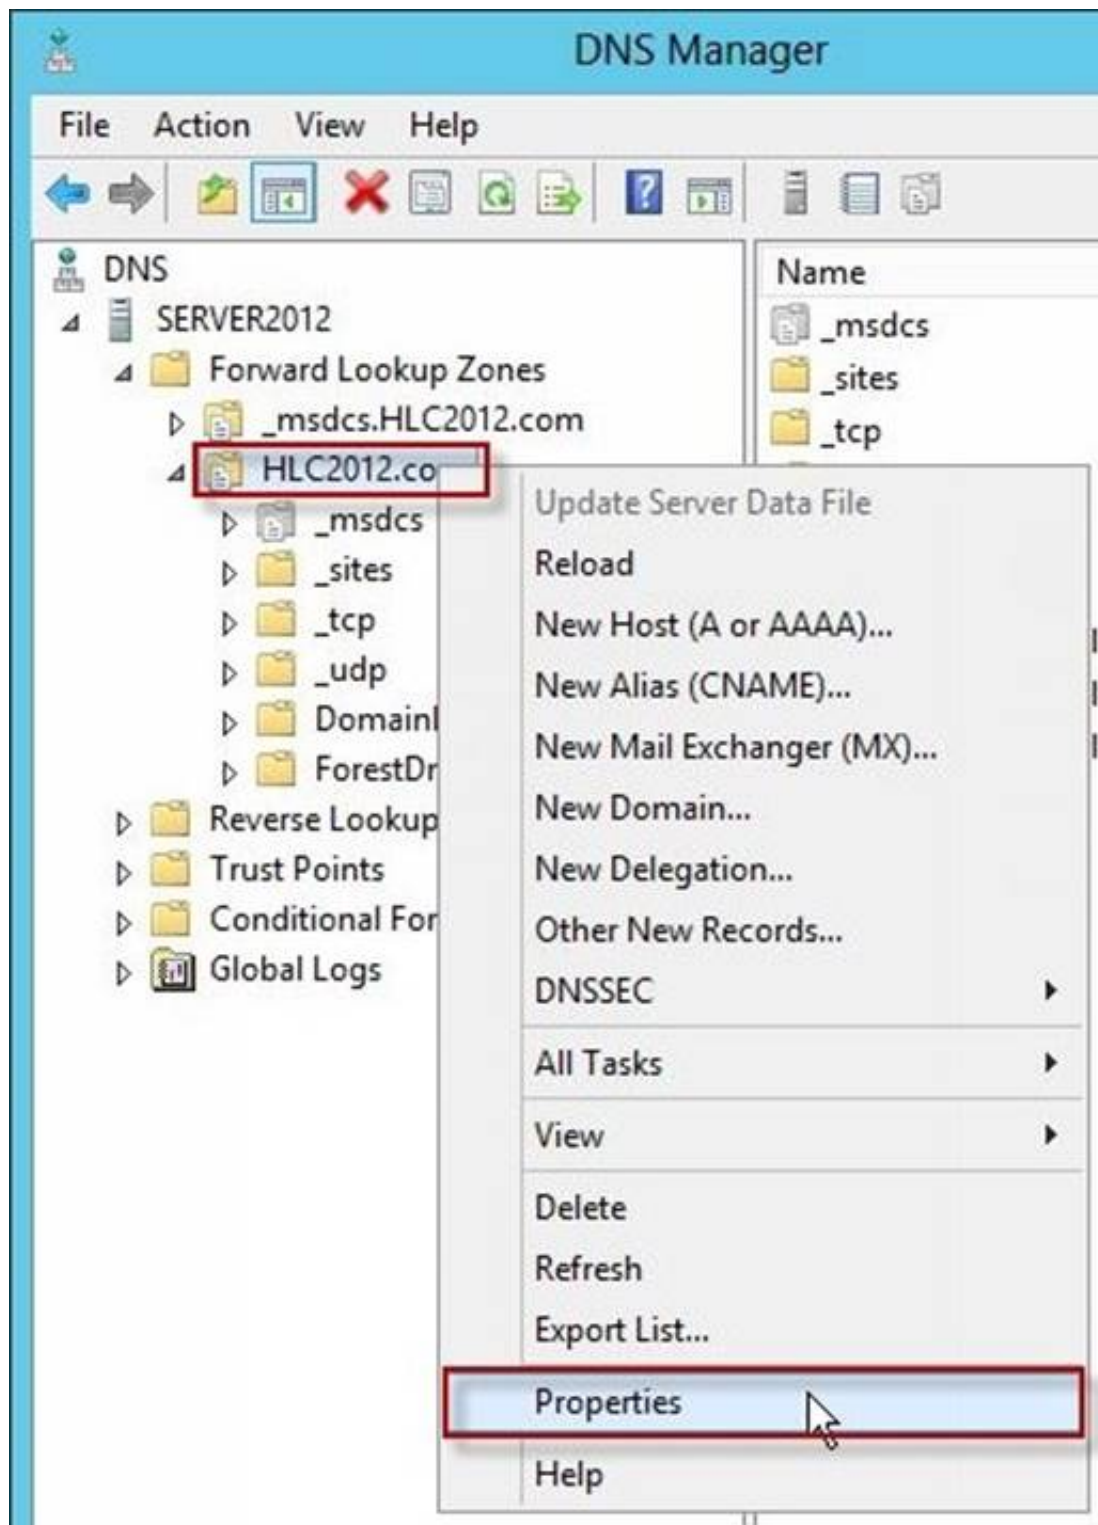 DNS Manager
File Action View Help
DNS
SERVER2012
Forward Lookup Zones
_msdcs.HLC2012.com
HLC2012.co
_msdcs
_sites
_tcp
_udp
DomainI
ForestDr
Reverse Lookup
Trust Points
Conditional For
Global Logs
Name
_msdcs
_sites
_tcp
Update Server Data File
Reload
New Host (A or AAAA)...
New Alias (CNAME)...
New Mail Exchanger (MX)...
New Domain...
New Delegation...
Other New Records...
DNSSEC
All Tasks
View
Delete
Refresh
Export List...
Properties
Help